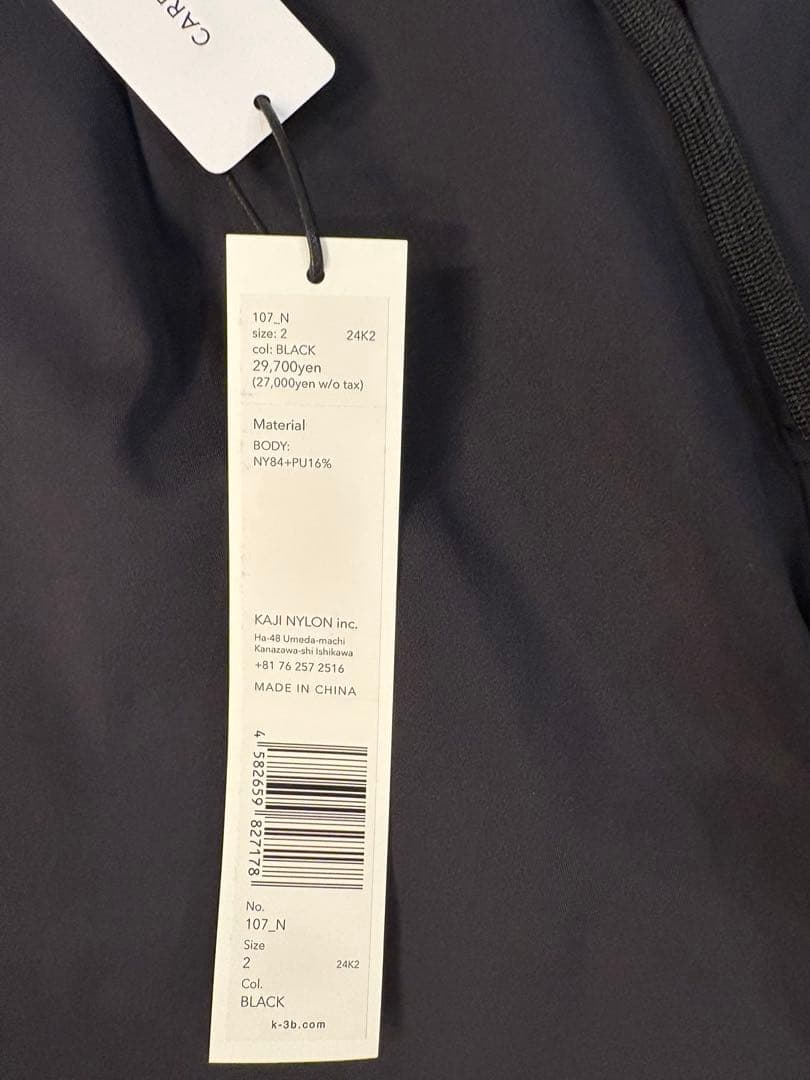 107_N
size: 2 24K2
col: BLACK
29,700yen
(27,000yen w/o tax)
Material
BODY:
NY84+PU16%
KAJI NYLON inc.
Ha-48 Umeda-machi
Kanazawa-shi Ishikawa
+81 76 257 2516
MADE IN CHINA
4 582659 827178
No.
107_N
Size
2 24K2
Col.
BLACK
k-3b.com